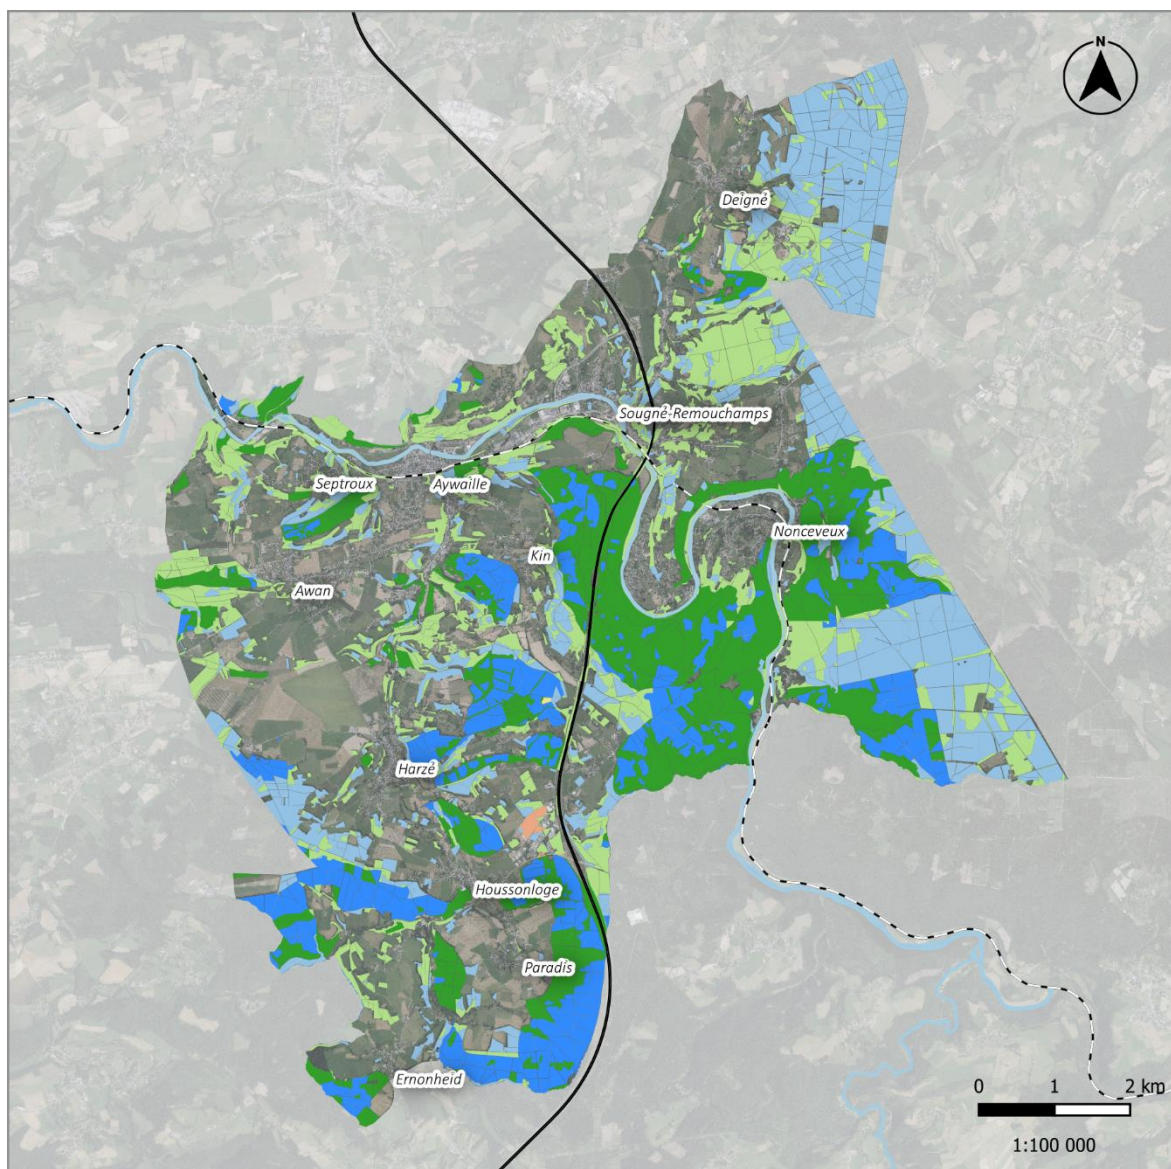 N
Deigné
Sougné-Remouchamps
Septroux
Aywaille
Nonceveux
Kin
Awan
Harzé
Houssonloge
Paradis
Ernonheid
0 1 2 km
1:100 000